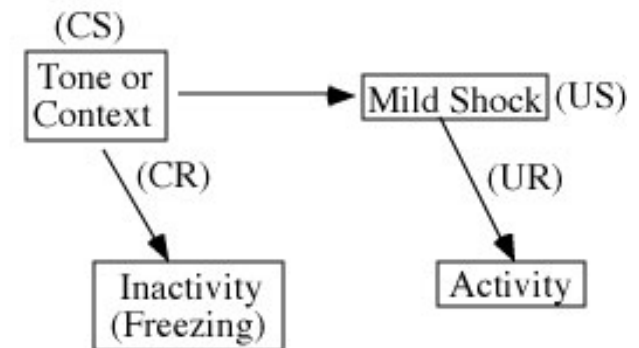 (CS)
Tone or
Context
Mild Shock (US)
(CR)
(UR)
Inactivity
(Freezing)
Activity